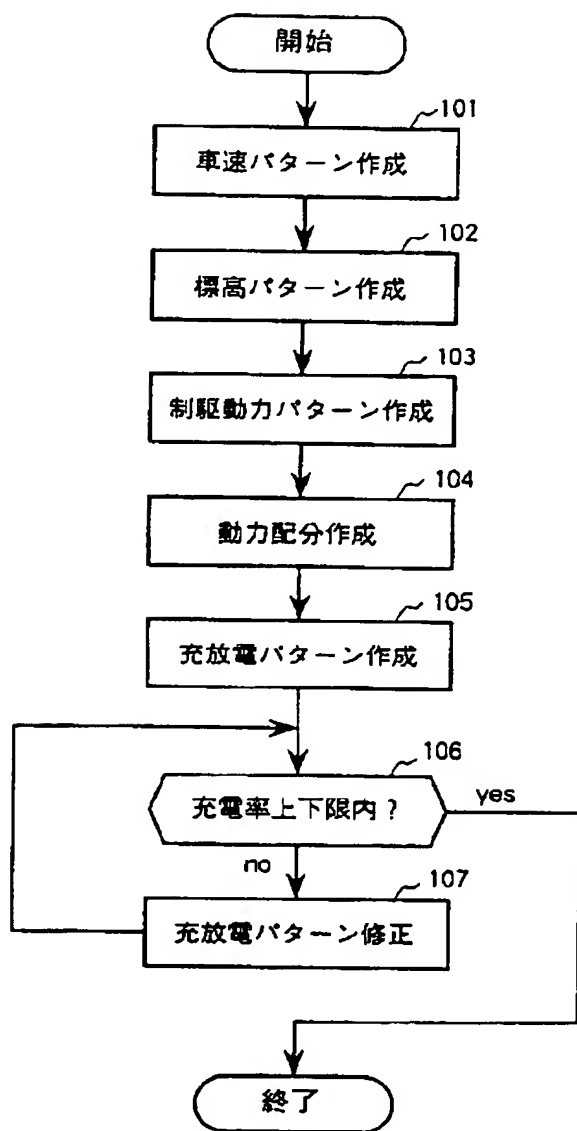 開始
101
車速パターン作成
102
標高パターン作成
103
制駆動力パターン作成
104
動力配分作成
105
充放電パターン作成
106
充電率上下限内？
yes
no
107
充放電パターン修正
終了